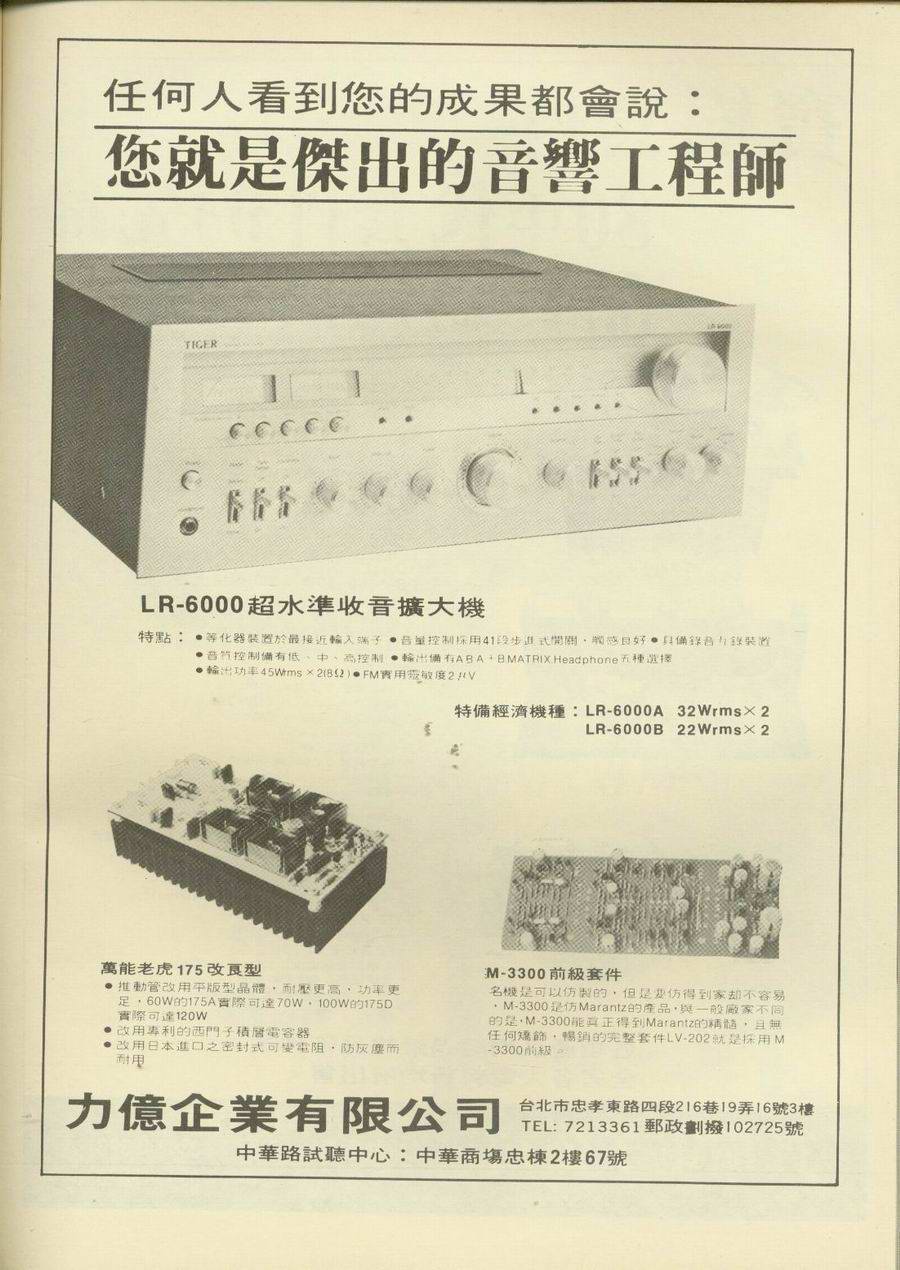 任何人看到您的成果都會說：
您就是傑出的音響工程師
TIGER
LR-6000
LR-6000超水準收音擴大機
特點：●等化器裝置於最接近輸入端子●音量控制採用41段步進式開關，觸感良好●具備錄音互錄裝置
●音質控制備有低、中、高控制●輸出備有A B A+B.MATRIX.Headphone五種選擇
●輸出功率45Wrms×2(8Ω)●FM實用靈敏度2μV
特備經濟機種：LR-6000A 32Wrms×2
LR-6000B 22Wrms×2
萬能老虎175改良型
●推動管改用平版型晶體，耐壓更高，功率更
足，60W的175A實際可達70W，100W的175D
實際可達120W
●改用專利的西門子積層電容器
●改用日本進口之密封式可變電阻，防灰塵而
耐用
M-3300前級套件
名機是可以仿製的，但是要仿得到家却不容易
，M-3300是仿Marantz的產品，與一般廠家不同
的是，M-3300能真正得到Marantz的精髓，且無
任何矯飾，暢銷的完整套件LV-202就是採用M
-3300前級。
力億企業有限公司
台北市忠孝東路四段216巷19弄16號3樓
TEL: 7213361郵政劃撥102725號
中華路試聽中心：中華商場忠棟2樓67號